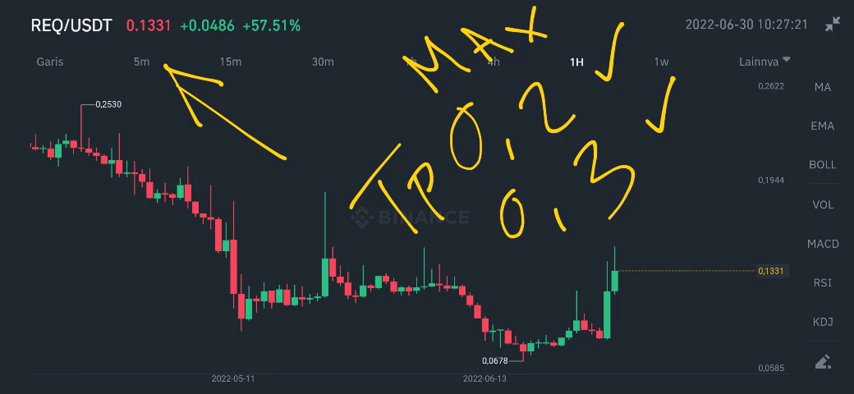 REQ/USDT 0.1331 +0.0486 +57.51% 2022-06-30 10:27:21
Garis 5m 15m 30m 4h 1H 1w Lainnya
MAX 0,2
TP 0,3
0,2622
0,2530
0,1944
0,1331
0,0678
0,0585
BINANCE
2022-05-11 2022-06-13
MA
EMA
BOLL
VOL
MACD
RSI
KDJ